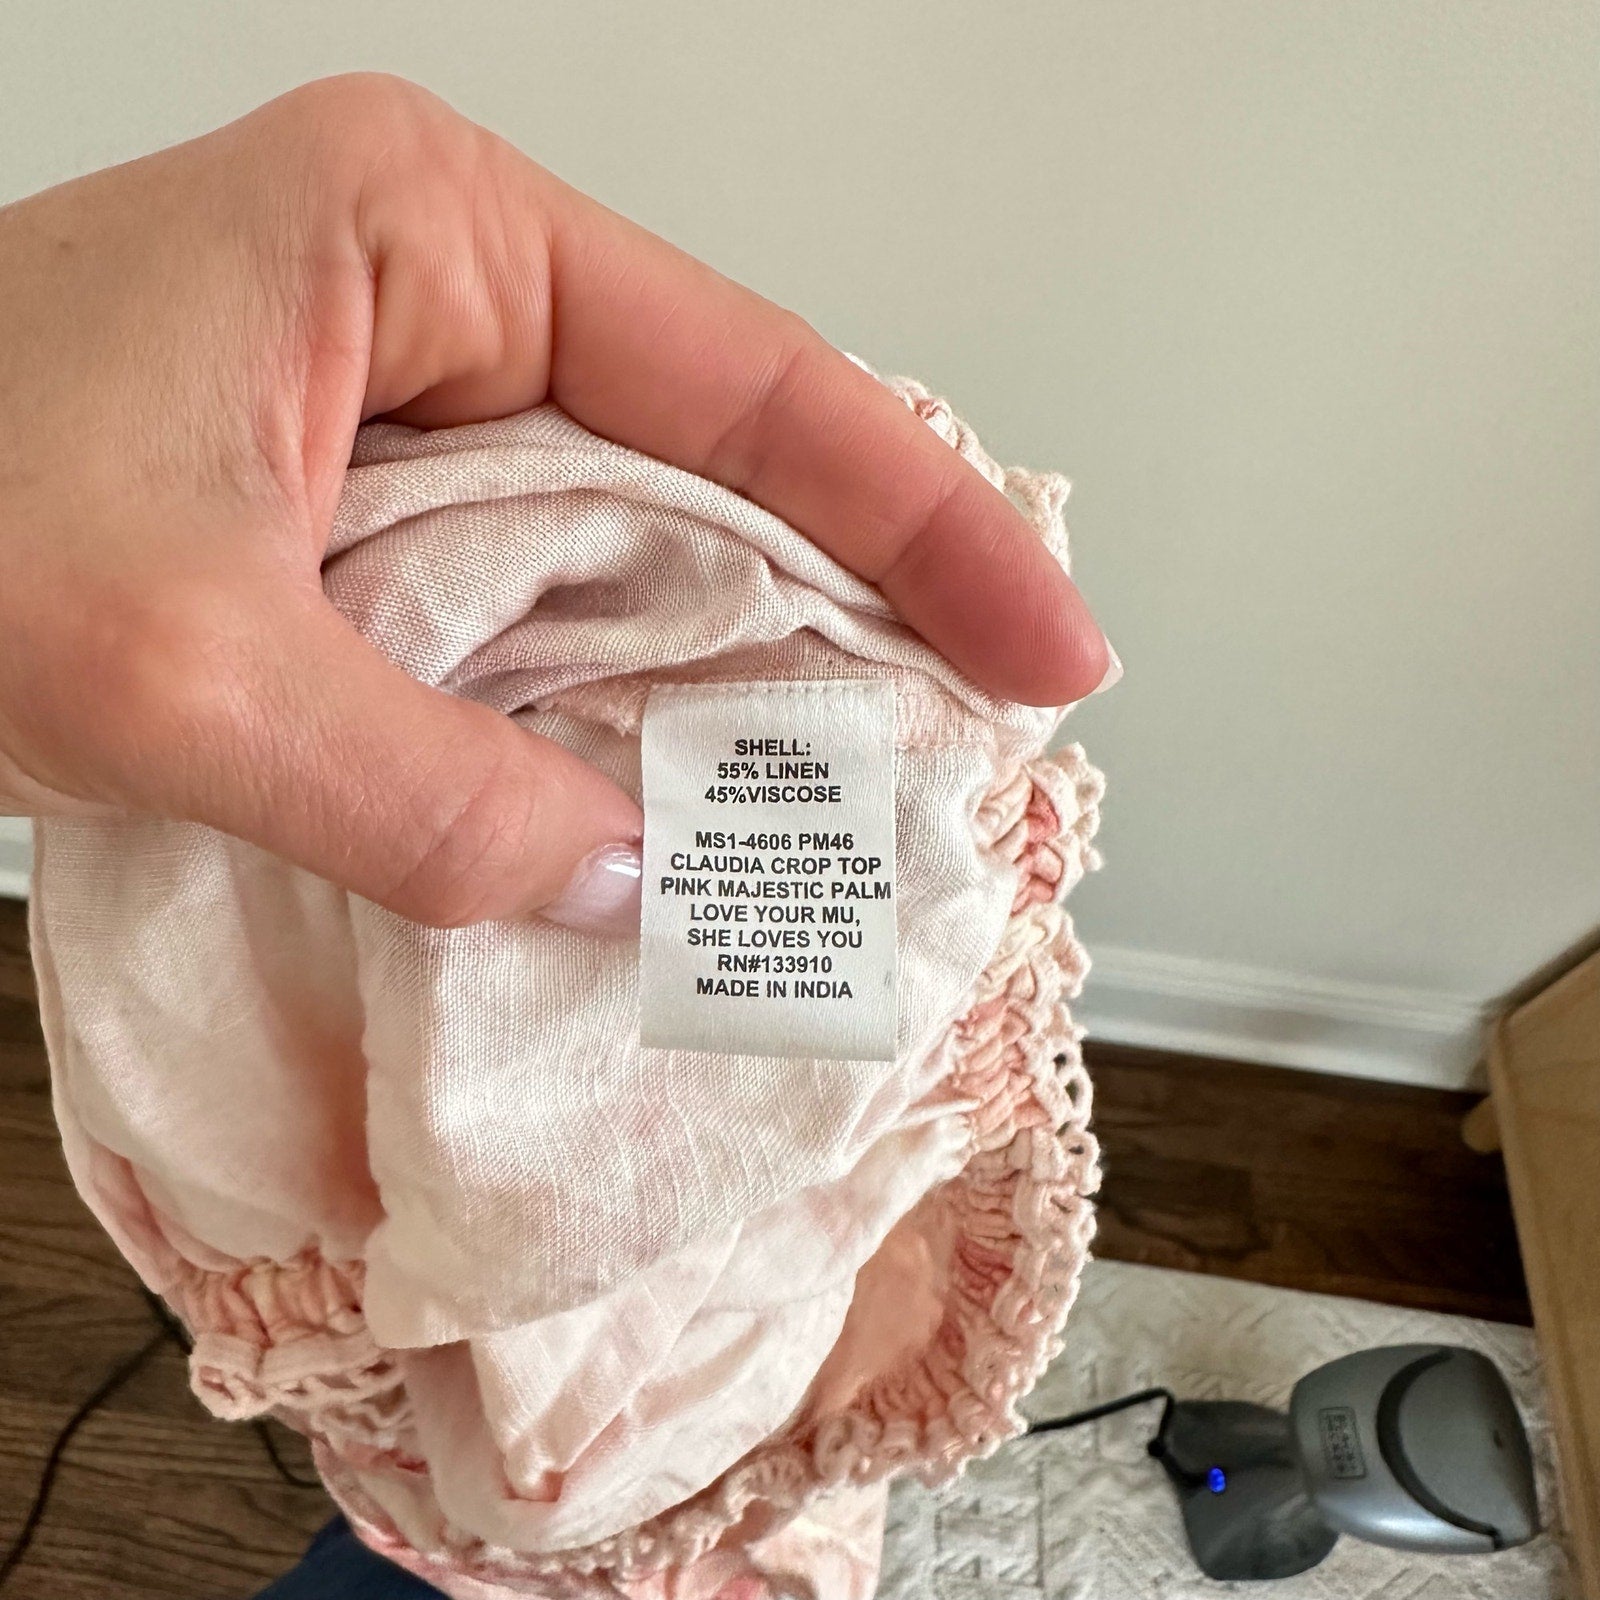 SHELL:
55% LINEN
45%VISCOSE
MS1-4606 PM46
CLAUDIA CROP TOP
PINK MAJESTIC PALM
LOVE YOUR MU,
SHE LOVES YOU
RN#133910
MADE IN INDIA